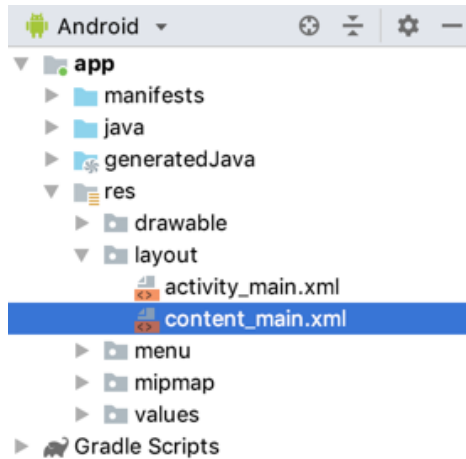 Android
app
manifests
java
generatedJava
res
drawable
layout
activity_main.xml
content_main.xml
menu
mipmap
values
Gradle Scripts